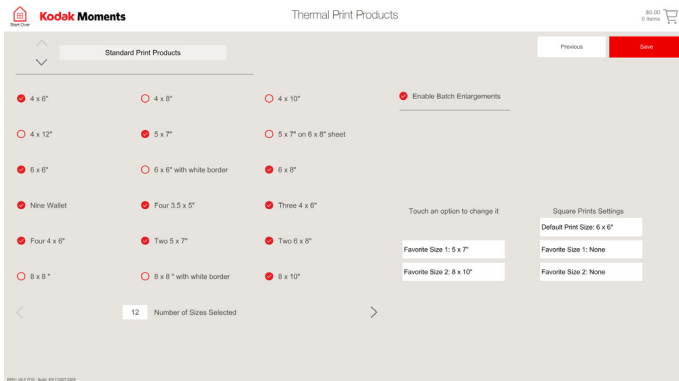 Kodak Moments
Thermal Print Products
$0.00
0 items
Start Over
Standard Print Products
Previous
Save
4 x 6"
4 x 8"
4 x 10"
Enable Batch Enlargements
4 x 12"
5 x 7"
5 x 7" on 6 x 8" sheet
6 x 6"
6 x 6" with white border
6 x 8"
Nine Wallet
Four 3.5 x 5"
Three 4 x 6"
Touch an option to change it
Square Prints Settings
Default Print Size: 6 x 6"
Four 4 x 6"
Two 5 x 7"
Two 6 x 8"
Favorite Size 1: 5 x 7"
Favorite Size 1: None
8 x 8 "
8 x 8 " with white border
8 x 10"
Favorite Size 2: 8 x 10"
Favorite Size 2: None
12
Number of Sizes Selected